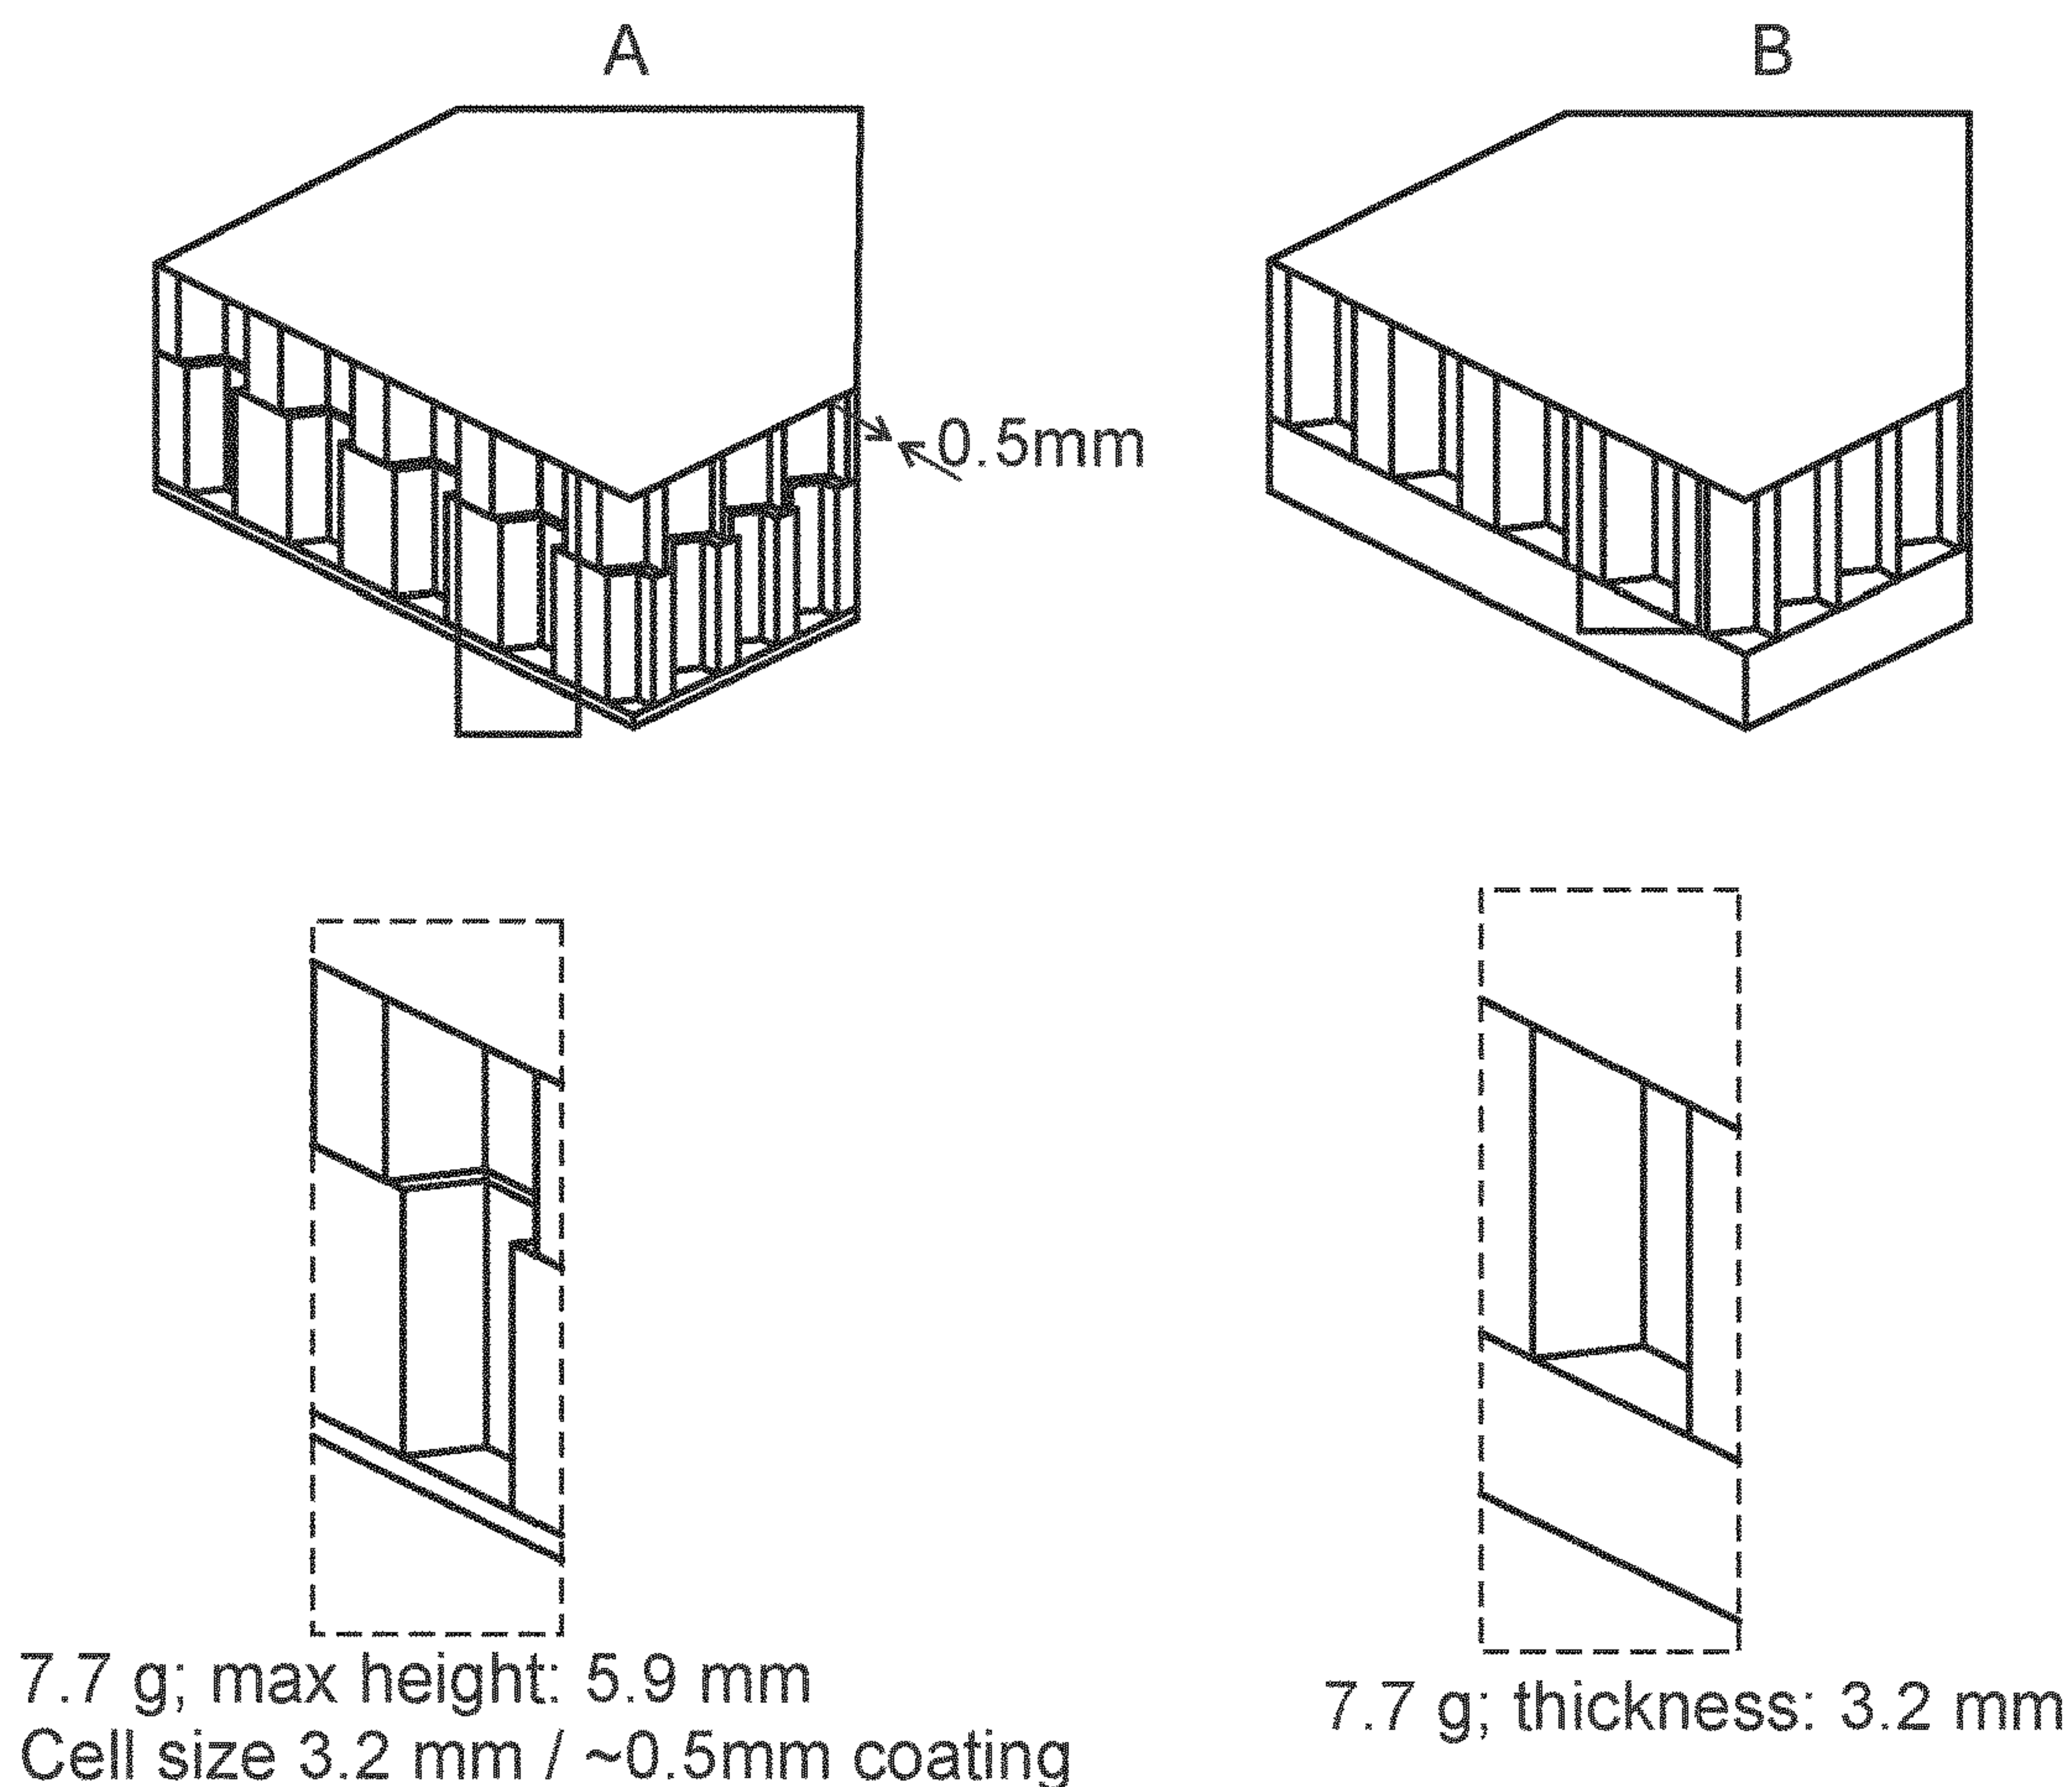 A
B
~0.5mm
7.7 g; max height: 5.9 mm
Cell size 3.2 mm / ~0.5mm coating
7.7 g; thickness: 3.2 mm